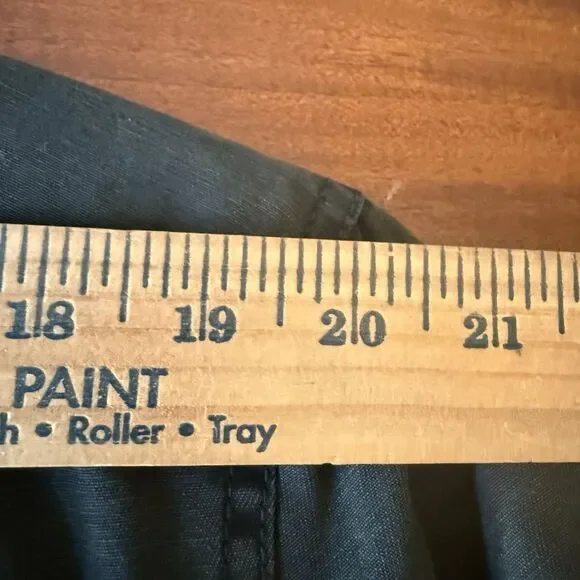 18 19 20 21
PAINT
h • Roller • Tray